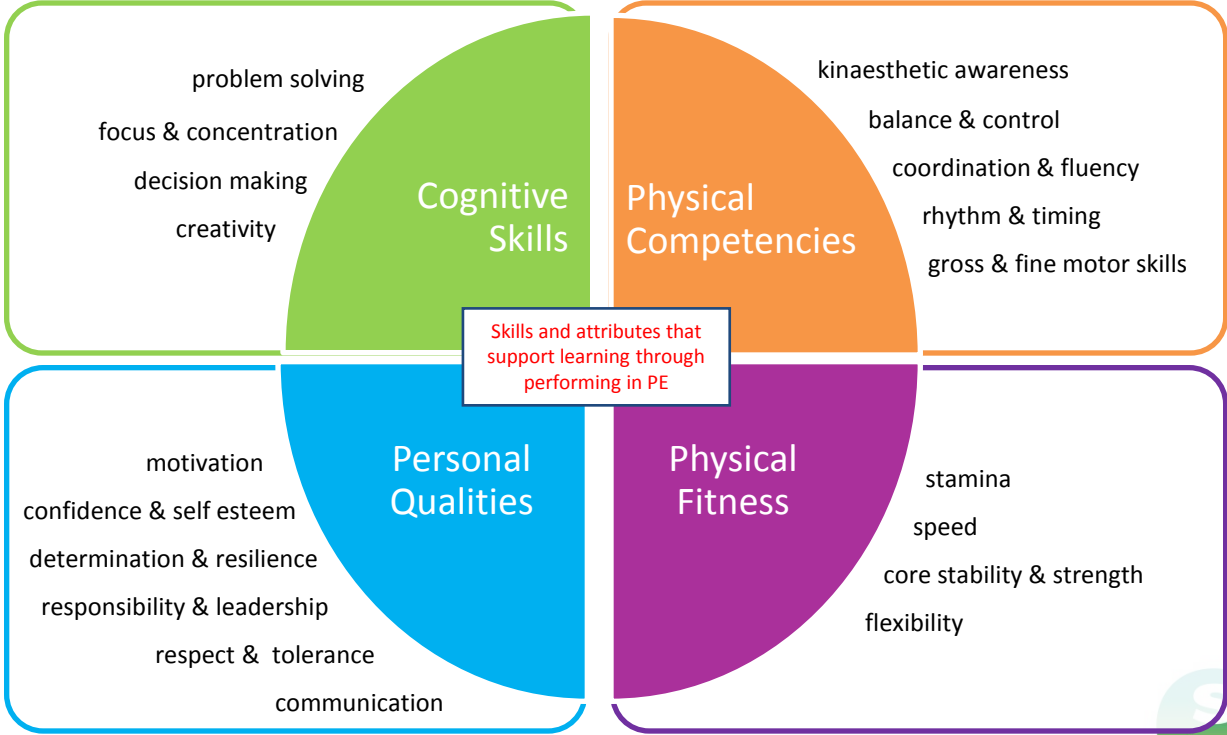 problem solving
focus & concentration
decision making
creativity
Cognitive
Skills
kinaesthetic awareness
balance & control
coordination & fluency
rhythm & timing
gross & fine motor skills
Physical
Competencies
Skills and attributes that
support learning through
performing in PE
motivation
confidence & self esteem
determination & resilience
responsibility & leadership
respect & tolerance
communication
Personal
Qualities
Physical
Fitness
stamina
speed
core stability & strength
flexibility